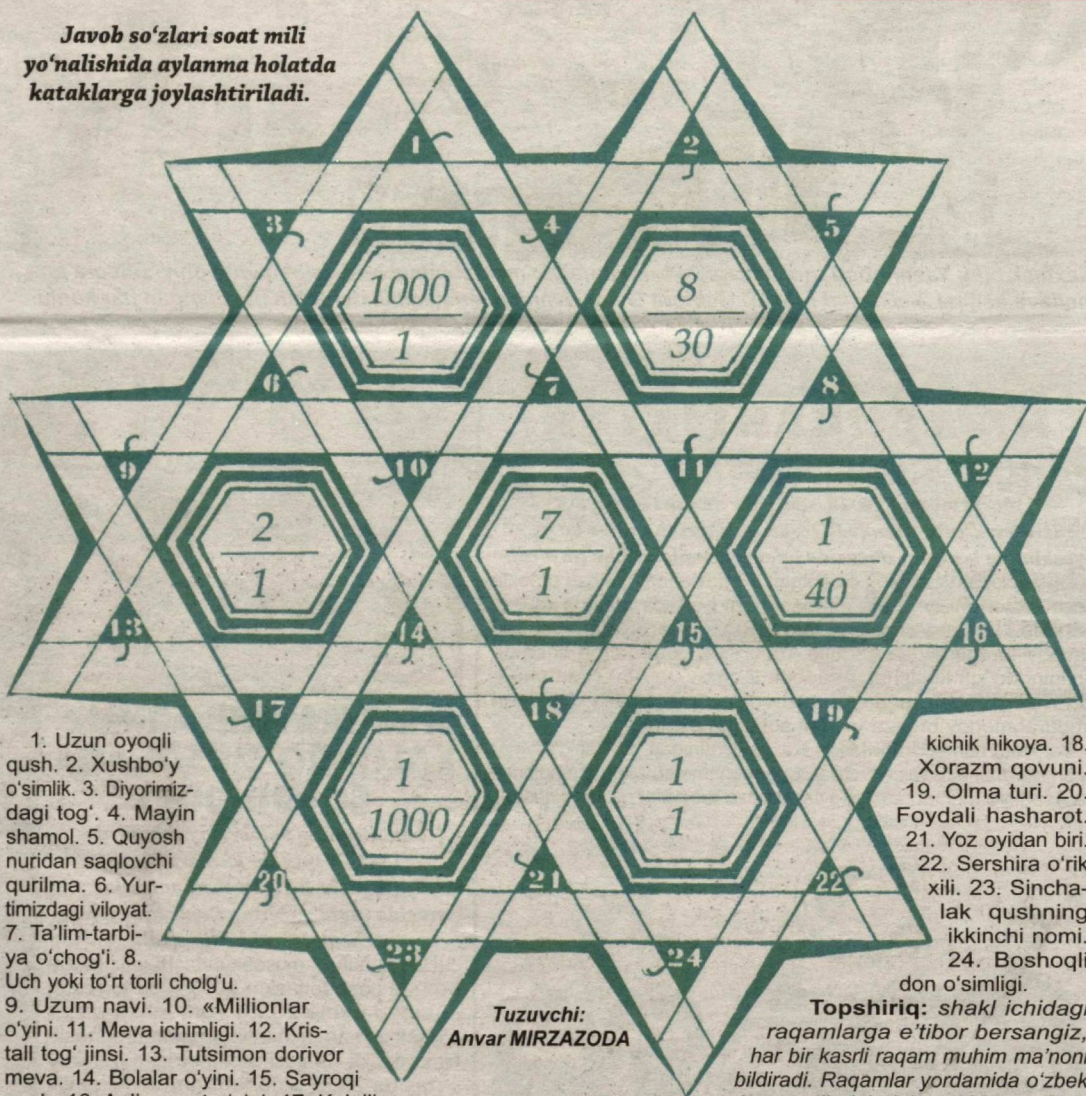 Javob so‘zlari soat mili
yo‘nalishida aylanma holatda
kataklarga joylashtiriladi.
1
2
3
4
5
1000
1
8
30
6
7
8
9
10
11
12
2
1
7
1
1
40
13
14
15
16
17
18
19
1
1000
1
1
20
21
22
23
24
1. Uzun oyoqli
qush. 2. Xushbo‘y
o‘simlik. 3. Diyorimiz-
dagi tog‘. 4. Mayin
shamol. 5. Quyosh
nuridan saqlovchi
qurilma. 6. Yur-
timizdagi viloyat.
7. Ta’lim-tarbi-
ya o‘chog‘i. 8.
Uch yoki to‘rt torli cholg‘u.
9. Uzum navi. 10. «Millionlar
o‘yini. 11. Meva ichimligi. 12. Kris-
tall tog‘ jinsi. 13. Tutsimon dorivor
meva. 14. Bolalar o‘yini. 15. Sayroqi
kichik hikoya. 18.
Xorazm qovuni.
19. Olma turi. 20.
Foydali hasharot.
21. Yoz oyidan biri.
22. Sershira o‘rik
xili. 23. Sincha-
lak qushning
ikkinchi nomi.
24. Boshoqli
don o‘simligi.
Topshiriq: shakl ichidagi
raqamlarga e’tibor bersangiz,
har bir kasrli raqam muhim ma’noni
bildiradi. Raqamlar yordamida o‘zbek
Tuzuvchi:
Anvar MIRZAZODA